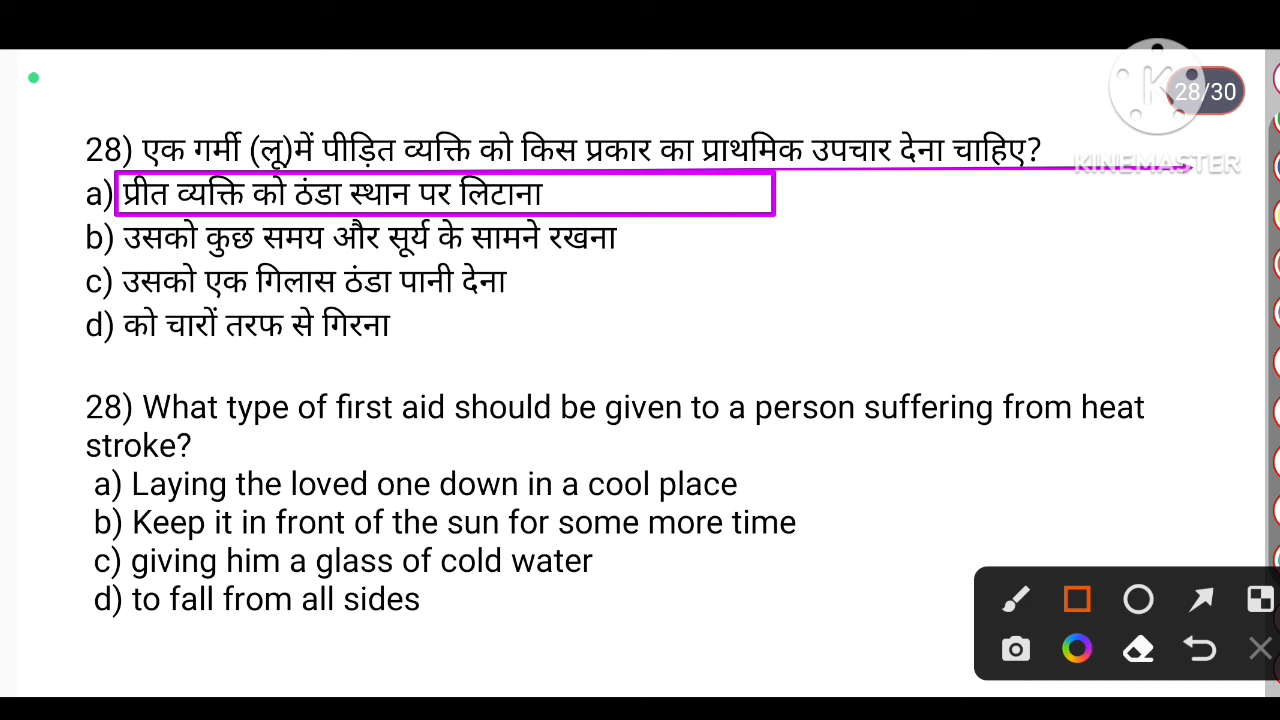 28/30
KINEMASTER
28) एक गर्मी (लू)में पीड़ित व्यक्ति को किस प्रकार का प्राथमिक उपचार देना चाहिए?
a) प्रीत व्यक्ति को ठंडा स्थान पर लिटाना
b) उसको कुछ समय और सूर्य के सामने रखना
c) उसको एक गिलास ठंडा पानी देना
d) को चारों तरफ से गिरना
28) What type of first aid should be given to a person suffering from heat
stroke?
a) Laying the loved one down in a cool place
b) Keep it in front of the sun for some more time
c) giving him a glass of cold water
d) to fall from all sides